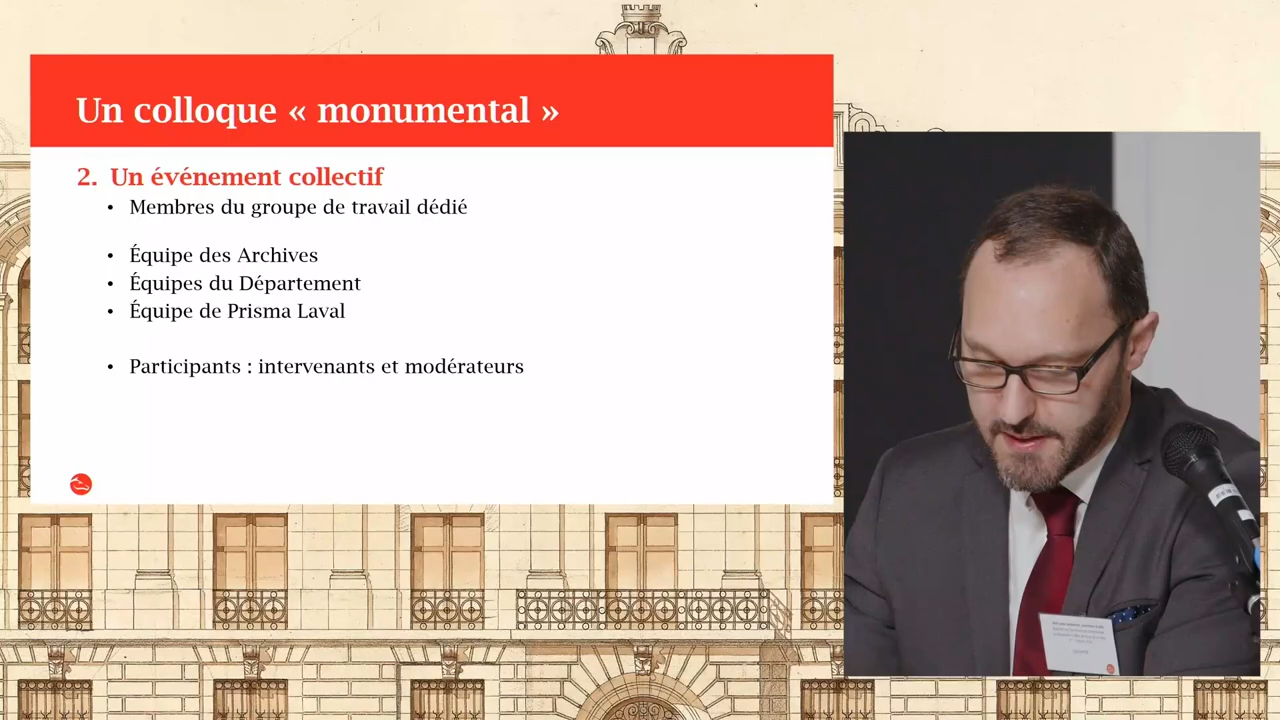 Un colloque « monumental »
2. Un événement collectif
• Membres du groupe de travail dédié
• Équipe des Archives
• Équipes du Département
• Équipe de Prisma Laval
• Participants : intervenants et modérateurs